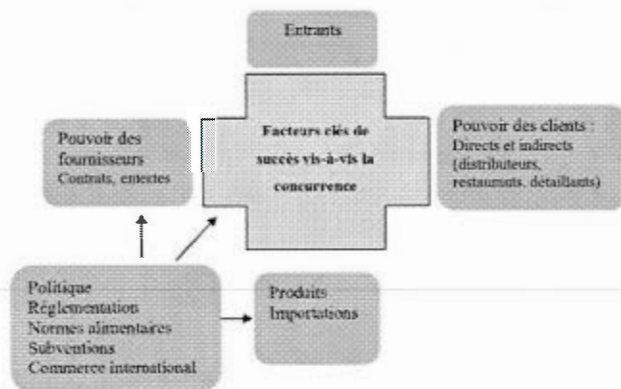 Entrants
Facteurs clés de
succès vis-à-vis la
concurrence
Pouvoir des
fournisseurs
Contrats, ententes
Pouvoir des clients :
Directs et indirects
(distributeurs,
restaurants, détaillants)
Politique
Réglementation
Normes alimentaires
Subventions
Commerce international
Produits
Importations